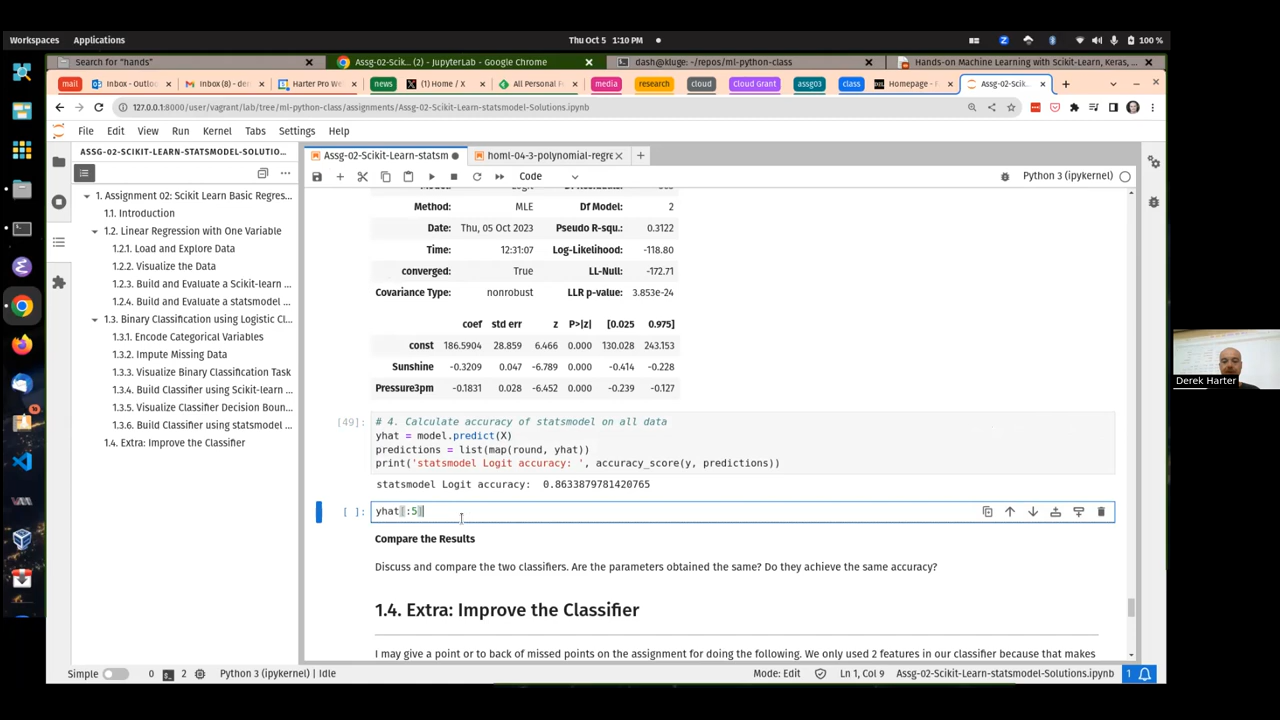 Workspaces Applications Thu Oct 5 1:10 PM 100 %
Search for "hands" Assg-02-Scik... (2) - JupyterLab - Google Chrome dash@kluge: ~/repos/ml-python-class Hands-on Machine Learning with Scikit-Learn, Keras, ...
mail Inbox - Outloo Inbox (8) - der Harter Pro We news (1) Home / X All Personal F media research cloud Cloud Grant assg03 class Homepage - Assg-02-Scik
127.0.0.1:8000/user/vagrant/lab/tree/ml-python-class/assignments/Assg-02-Scikit-Learn-statsmodel-Solutions.ipynb
File Edit View Run Kernel Tabs Settings Help
ASSG-02-SCIKIT-LEARN-STATSMODEL-SOLUTIO...
1. Assignment 02: Scikit Learn Basic Regres...
1.1. Introduction
1.2. Linear Regression with One Variable
1.2.1. Load and Explore Data
1.2.2. Visualize the Data
1.2.3. Build and Evaluate a Scikit-learn ...
1.2.4. Build and Evaluate a statsmodel ...
1.3. Binary Classification using Logistic Cl...
1.3.1. Encode Categorical Variables
1.3.2. Impute Missing Data
1.3.3. Visualize Binary Classification Task
1.3.4. Build Classifier using Scikit-learn ...
1.3.5. Visualize Classifier Decision Boun...
1.3.6. Build Classifier using statsmodel ...
1.4. Extra: Improve the Classifier
Assg-02-Scikit-Learn-statsm homl-04-3-polynomial-regre
Code Python 3 (ipykernel)
Method: MLE Df Model: 2
Date: Thu, 05 Oct 2023 Pseudo R-squ.: 0.3122
Time: 12:31:07 Log-Likelihood: -118.80
converged: True LL-Null: -172.71
Covariance Type: nonrobust LLR p-value: 3.853e-24
coef std err z P>|z| [0.025 0.975]
const 186.5904 28.859 6.466 0.000 130.028 243.153
Sunshine -0.3209 0.047 -6.789 0.000 -0.414 -0.228
Pressure3pm -0.1831 0.028 -6.452 0.000 -0.239 -0.127
[49]: # 4. Calculate accuracy of statsmodel on all data
yhat = model.predict(X)
predictions = list(map(round, yhat))
print('statsmodel Logit accuracy: ', accuracy_score(y, predictions))
statsmodel Logit accuracy: 0.8633879781420765
[ ]: yhat[:5]
Compare the Results
Discuss and compare the two classifiers. Are the parameters obtained the same? Do they achieve the same accuracy?
1.4. Extra: Improve the Classifier
I may give a point or to back of missed points on the assignment for doing the following. We only used 2 features in our classifier because that makes
Simple 0 2 Python 3 (ipykernel) | Idle Mode: Edit Ln 1, Col 9 Assg-02-Scikit-Learn-statsmodel-Solutions.ipynb 1
Derek Harter